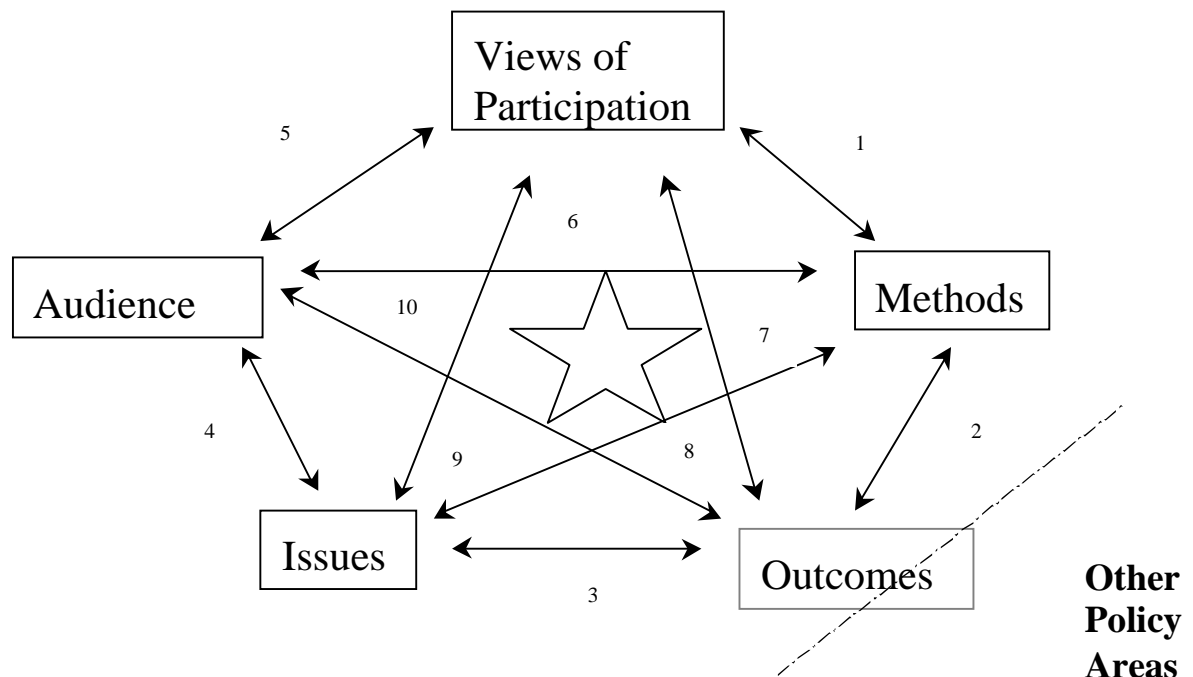 Views of
Participation
5
1
6
Audience
Methods
10
7
4
9
8
2
Issues
Outcomes
3
Other
Policy
Areas